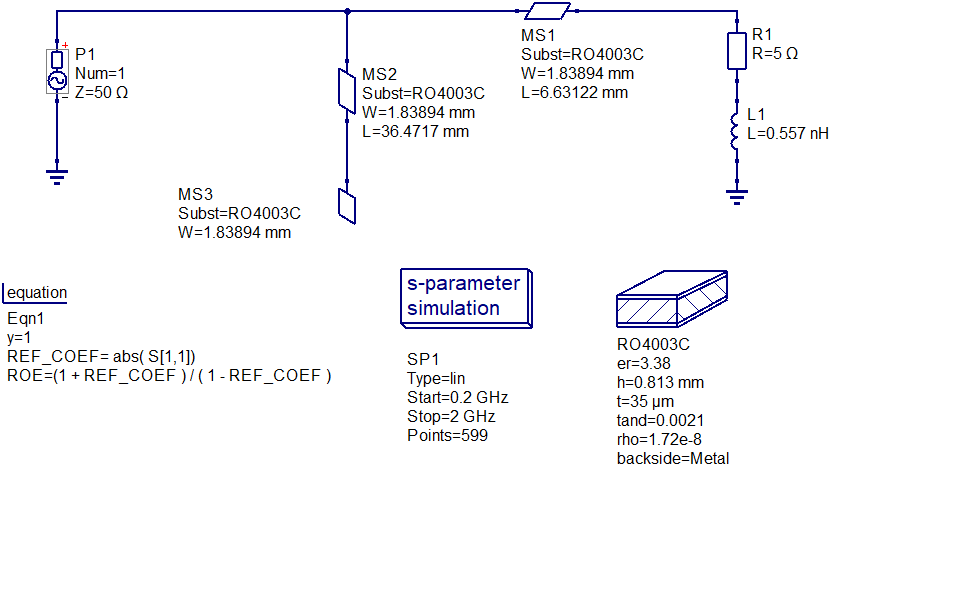 P1
Num=1
Z=50 Ω
MS2
Subst=RO4003C
W=1.83894 mm
L=36.4717 mm
MS1
Subst=RO4003C
W=1.83894 mm
L=6.63122 mm
R1
R=5 Ω
L1
L=0.557 nH
MS3
Subst=RO4003C
W=1.83894 mm
equation
Eqn1
y=1
REF_COEF= abs( S[1,1])
ROE=(1 + REF_COEF ) / ( 1 - REF_COEF )
s-parameter
simulation
SP1
Type=lin
Start=0.2 GHz
Stop=2 GHz
Points=599
RO4003C
er=3.38
h=0.813 mm
t=35 µm
tand=0.0021
rho=1.72e-8
backside=Metal